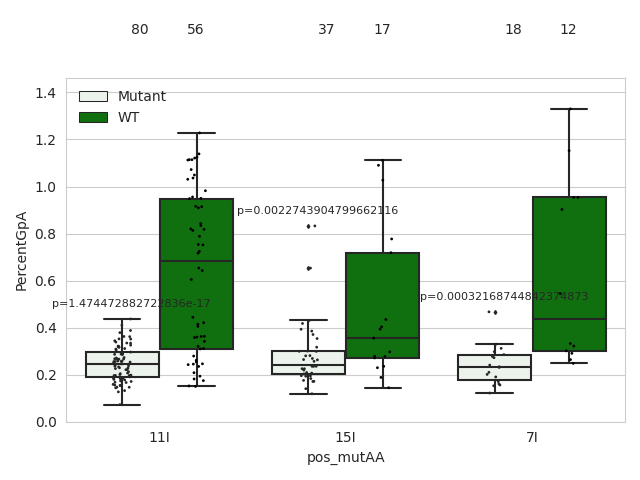 80 56 37 17 18 12
1.4
Mutant
WT
1.2
1.0
p=0.0022743904799662116
0.8
0.6
p=0.00032168744842374873
p=1.474472882722836e-17
0.4
0.2
0.0
PercentGpA
11I 15I 7I
pos_mutAA